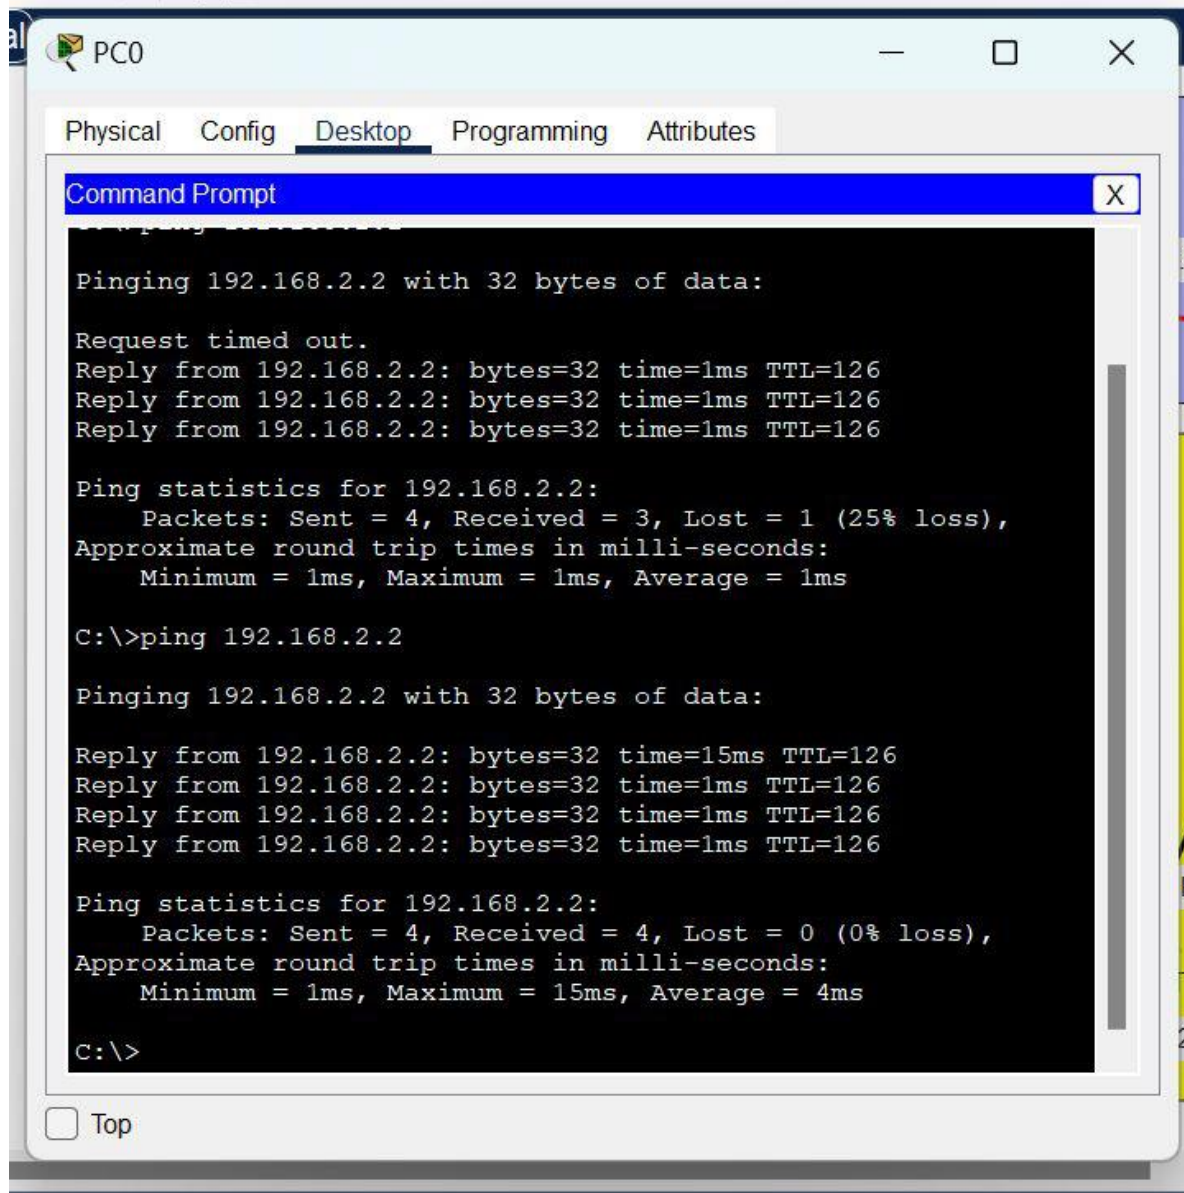 PC0
Physical Config Desktop Programming Attributes
Command Prompt
X
Pinging 192.168.2.2 with 32 bytes of data:
Request timed out.
Reply from 192.168.2.2: bytes=32 time=1ms TTL=126
Reply from 192.168.2.2: bytes=32 time=1ms TTL=126
Reply from 192.168.2.2: bytes=32 time=1ms TTL=126
Ping statistics for 192.168.2.2:
Packets: Sent = 4, Received = 3, Lost = 1 (25% loss),
Approximate round trip times in milli-seconds:
Minimum = 1ms, Maximum = 1ms, Average = 1ms
C:\>ping 192.168.2.2
Pinging 192.168.2.2 with 32 bytes of data:
Reply from 192.168.2.2: bytes=32 time=15ms TTL=126
Reply from 192.168.2.2: bytes=32 time=1ms TTL=126
Reply from 192.168.2.2: bytes=32 time=1ms TTL=126
Reply from 192.168.2.2: bytes=32 time=1ms TTL=126
Ping statistics for 192.168.2.2:
Packets: Sent = 4, Received = 4, Lost = 0 (0% loss),
Approximate round trip times in milli-seconds:
Minimum = 1ms, Maximum = 15ms, Average = 4ms
C:\>
Top